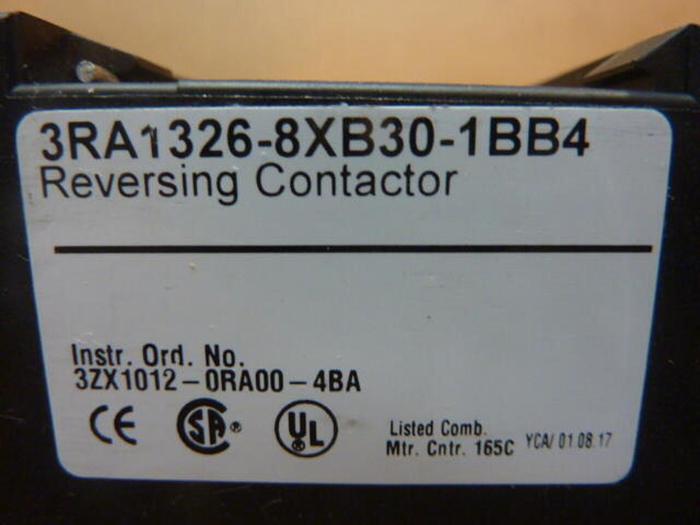 3RA1326-8XB30-1BB4
Reversing Contactor
Instr. Ord. No.
3ZX1012-0RA00-4BA
CE SA ® UL ®
Listed Comb.
Mtr. Cntr. 165C YCA/ 01 08 17